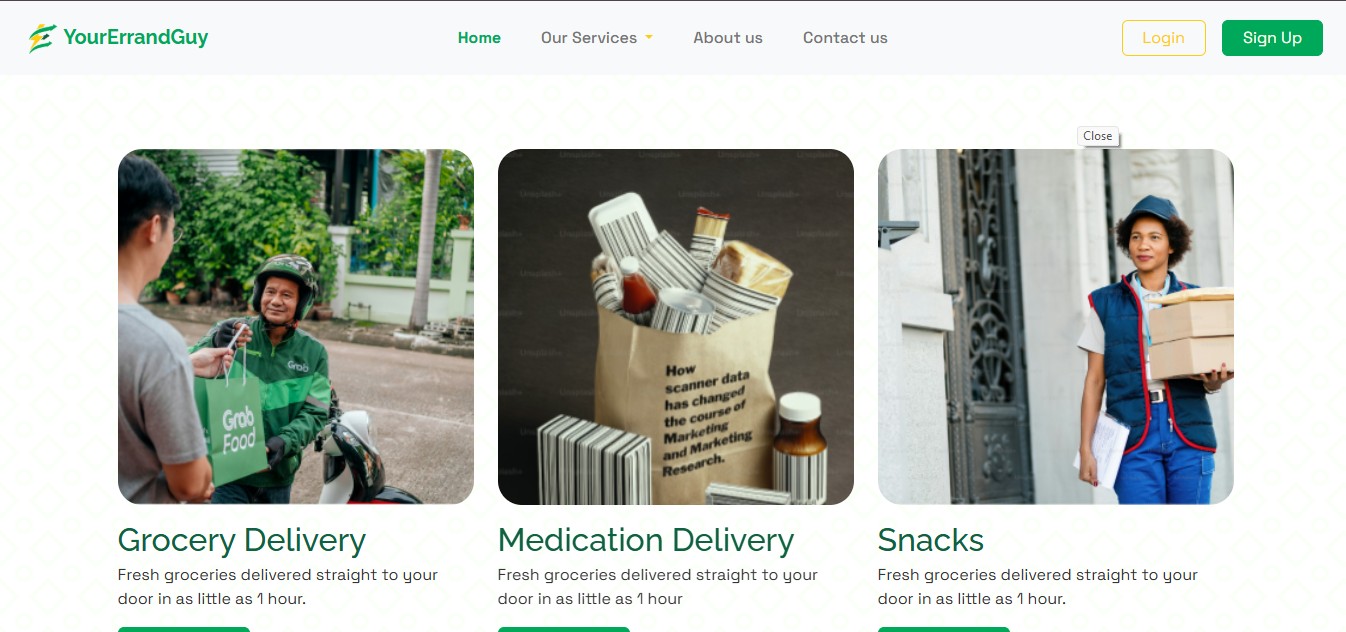 YourErrandGuy
Home
Our Services
About us
Contact us
Login
Sign Up
Close
Grab
Grab
Food
How
scanner data
has changed
the course of
Marketing
and Marketing
Research.
Grocery Delivery
Fresh groceries delivered straight to your
door in as little as 1 hour.
Medication Delivery
Fresh groceries delivered straight to your
door in as little as 1 hour
Snacks
Fresh groceries delivered straight to your
door in as little as 1 hour.